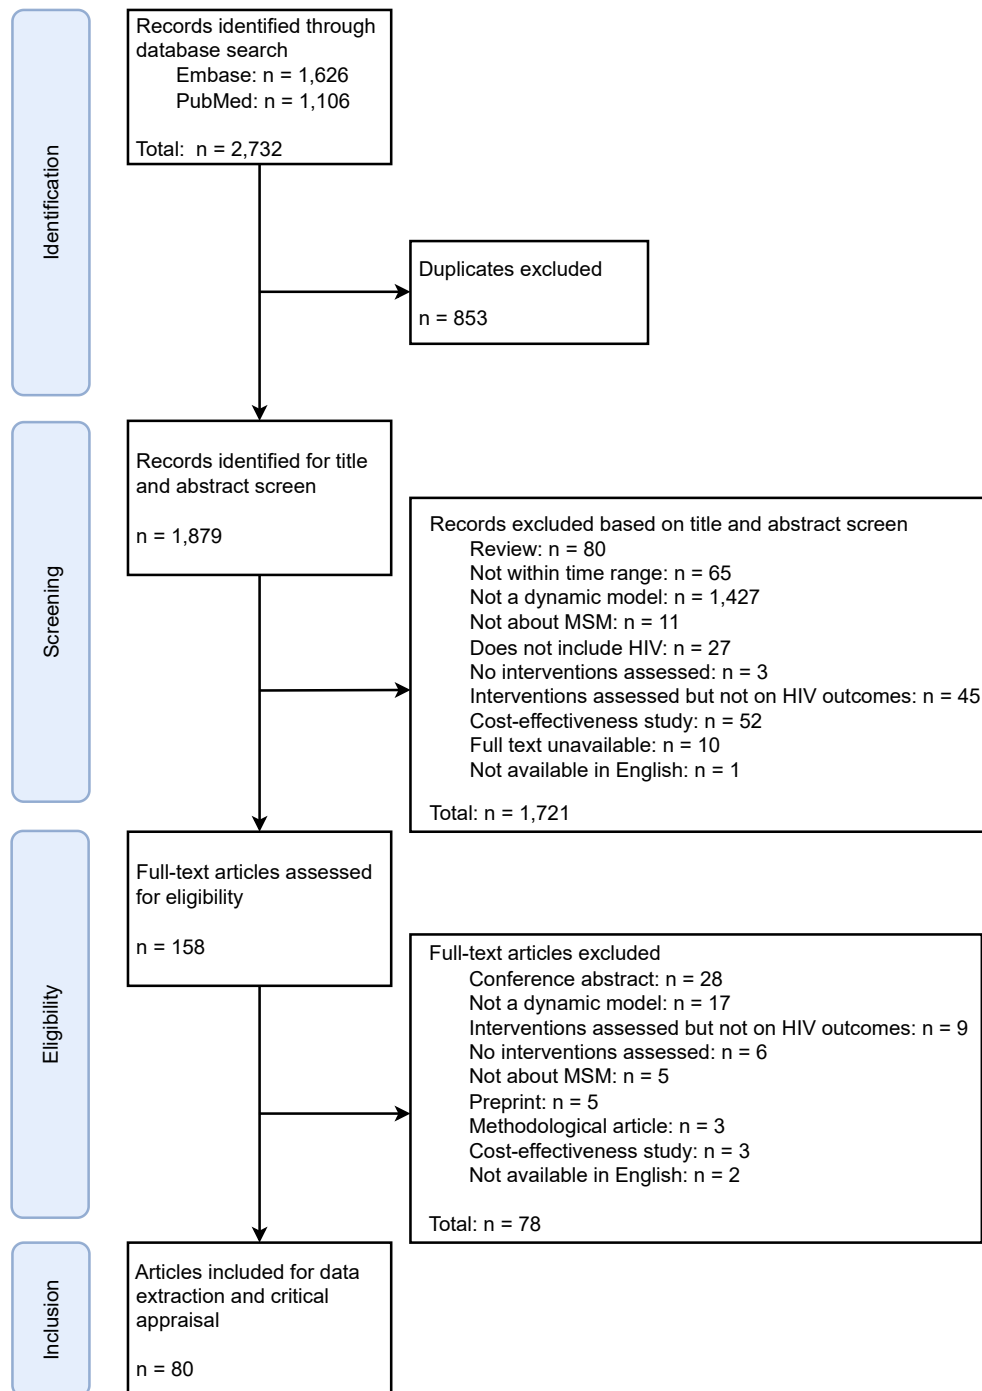 Identification
Records identified through
database search
Embase: n = 1,626
PubMed: n = 1,106
Total: n = 2,732
Duplicates excluded
n = 853
Screening
Records identified for title
and abstract screen
n = 1,879
Records excluded based on title and abstract screen
Review: n = 80
Not within time range: n = 65
Not a dynamic model: n = 1,427
Not about MSM: n = 11
Does not include HIV: n = 27
No interventions assessed: n = 3
Interventions assessed but not on HIV outcomes: n = 45
Cost-effectiveness study: n = 52
Full text unavailable: n = 10
Not available in English: n = 1
Total: n = 1,721
Eligibility
Full-text articles assessed
for eligibility
n = 158
Full-text articles excluded
Conference abstract: n = 28
Not a dynamic model: n = 17
Interventions assessed but not on HIV outcomes: n = 9
No interventions assessed: n = 6
Not about MSM: n = 5
Preprint: n = 5
Methodological article: n = 3
Cost-effectiveness study: n = 3
Not available in English: n = 2
Total: n = 78
Inclusion
Articles included for data
extraction and critical
appraisal
n = 80